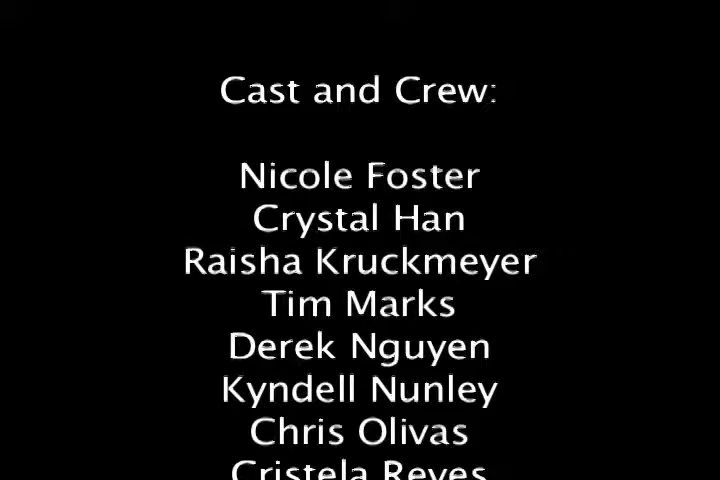 Cast and Crew:
Nicole Foster
Crystal Han
Raisha Kruckmeyer
Tim Marks
Derek Nguyen
Kyndell Nunley
Chris Olivas
Cristela Reyes